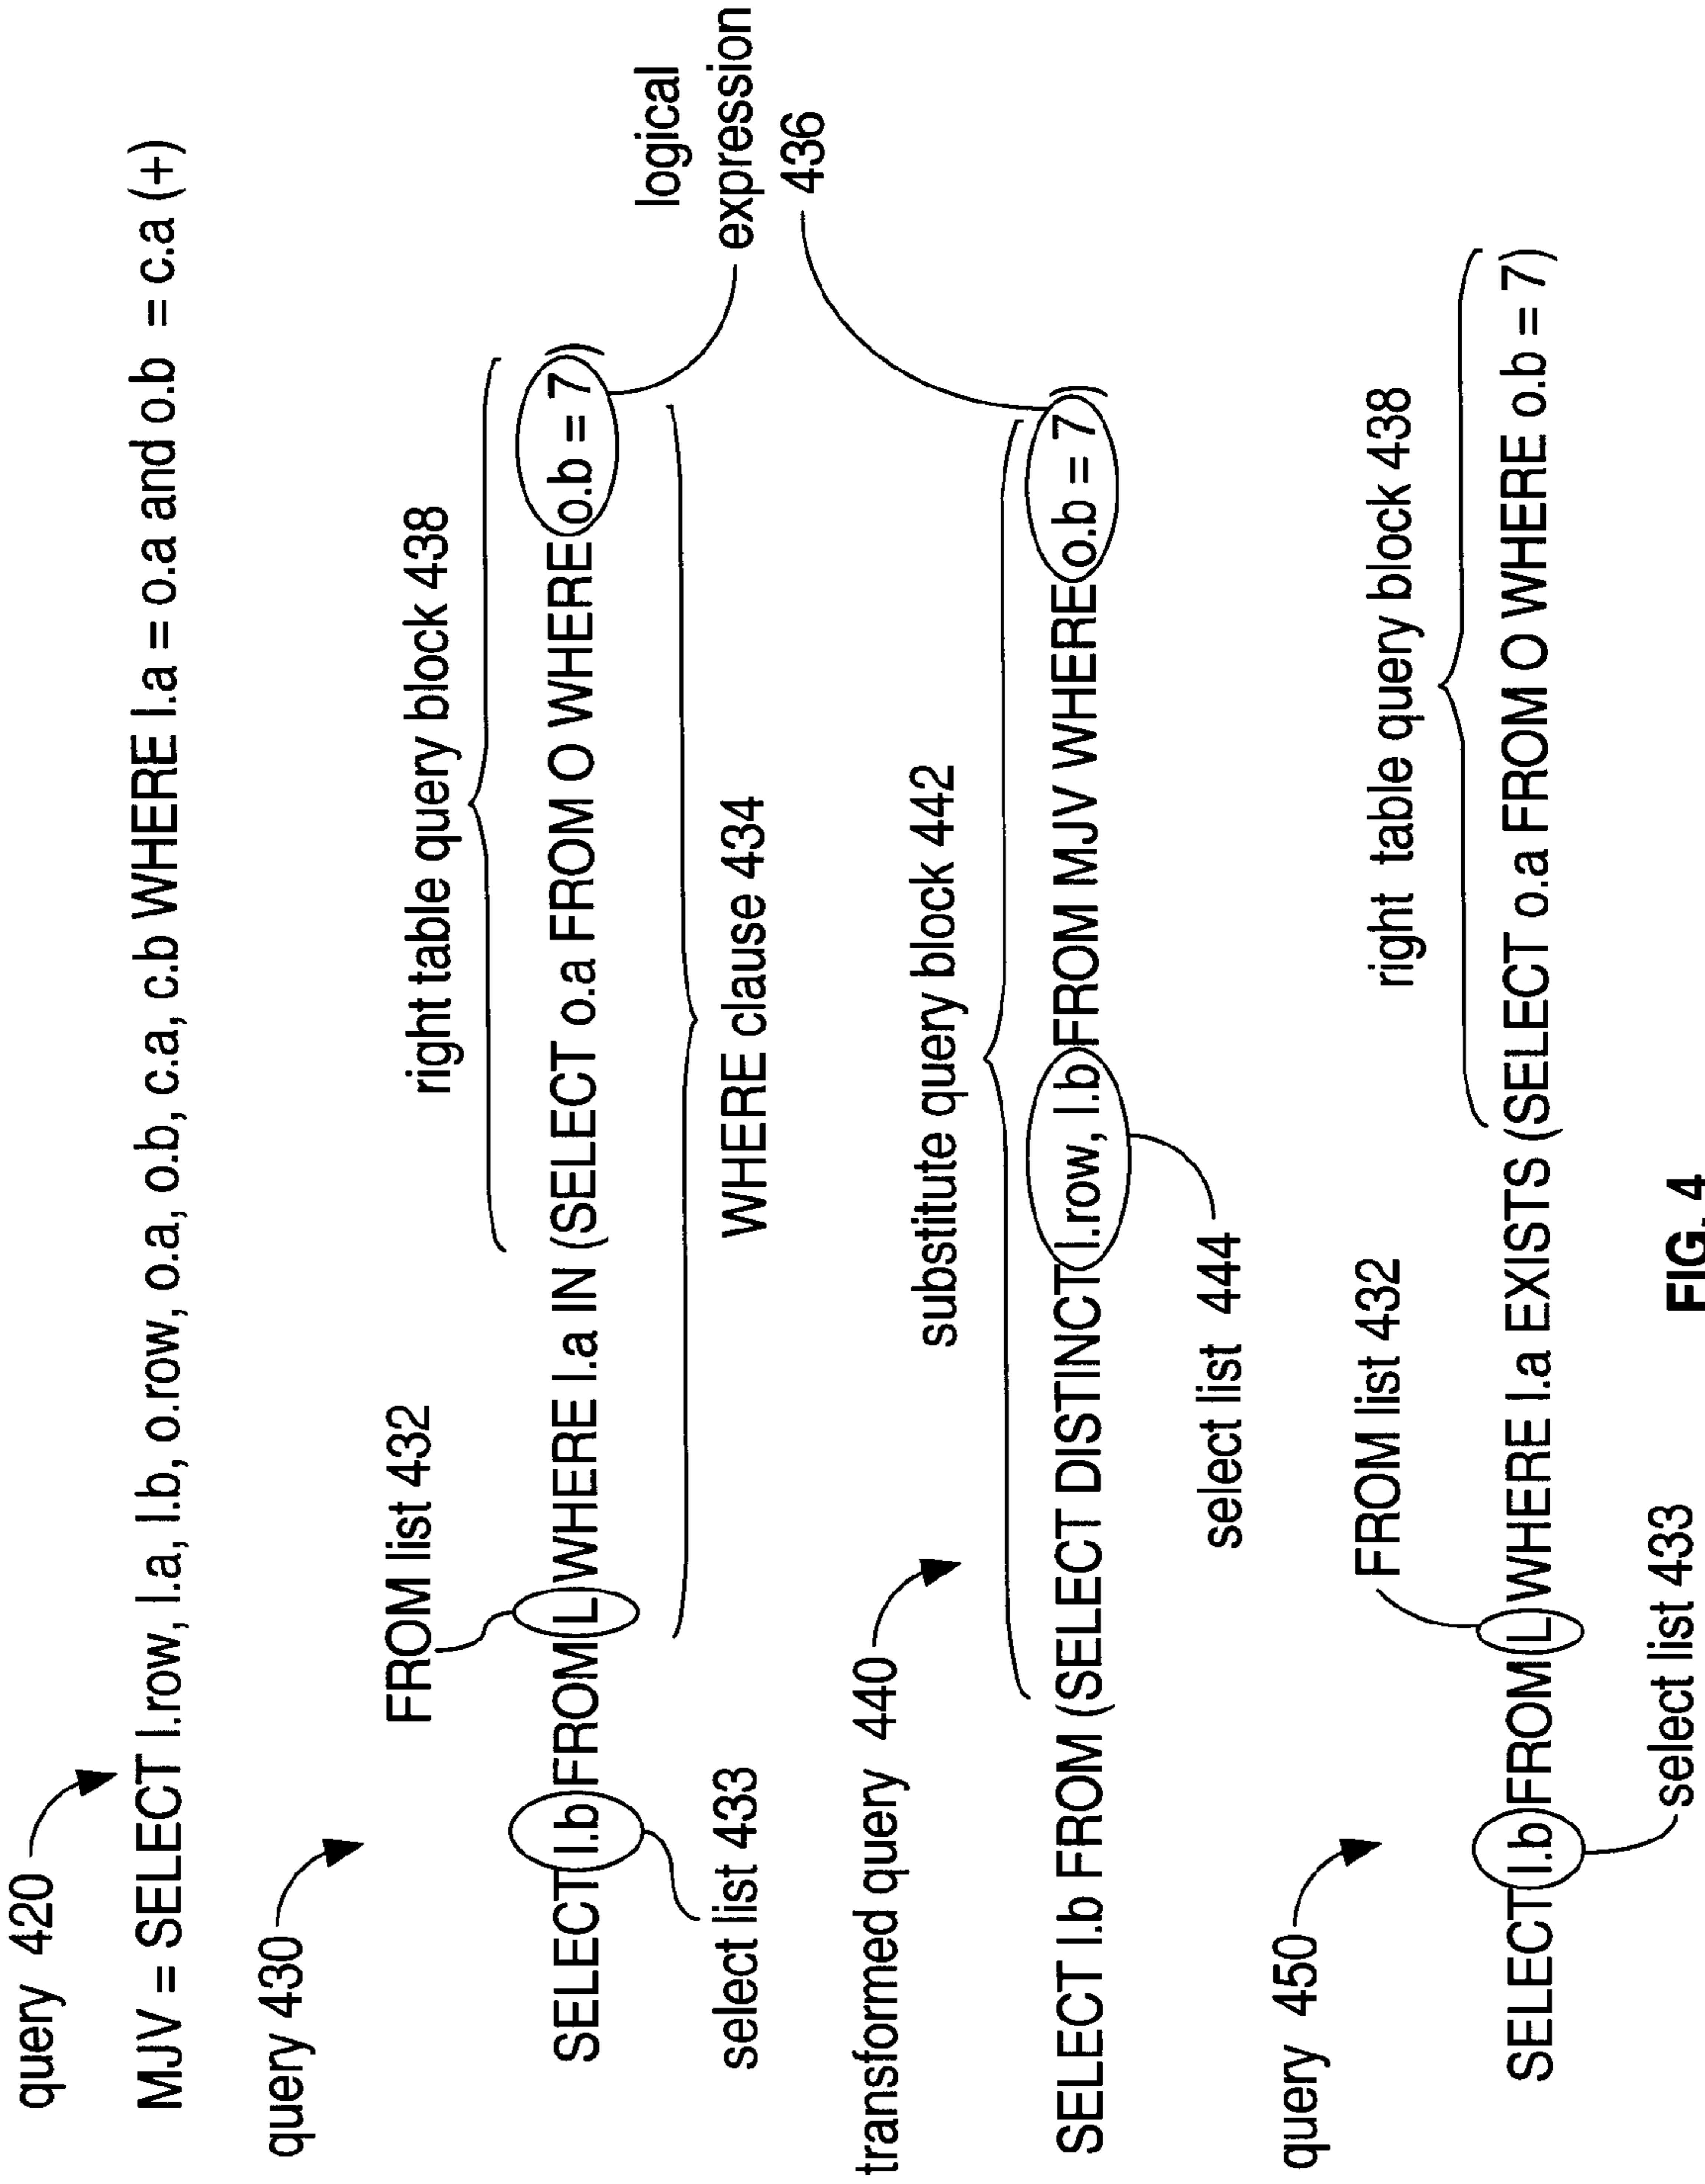 query 420
MJV = SELECT l.row, l.a, l.b, o.row, o.a, o.b, c.a, c.b WHERE l.a = o.a and o.b = c.a (+)
query 430
FROM list 432
right table query block 438
SELECT l.b FROM L WHERE l.a IN (SELECT o.a FROM O WHERE o.b = 7)
select list 433
WHERE clause 434
logical
expression
436
transformed query 440
substitute query block 442
SELECT l.b FROM (SELECT DISTINCT l.row, l.b FROM MJV WHERE o.b = 7)
select list 444
query 450
FROM list 432
right table query block 438
SELECT l.b FROM L WHERE l.a EXISTS (SELECT o.a FROM O WHERE o.b = 7)
select list 433
FIG. 4